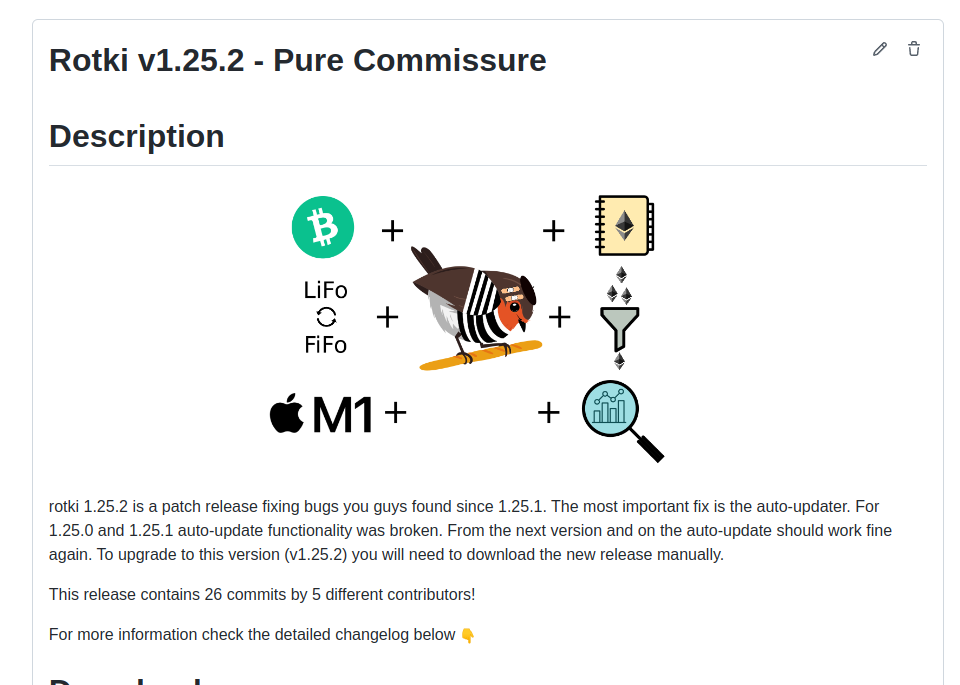 Rotki v1.25.2 - Pure Commissure
Description
LiFo
FiFo
M1
rotki 1.25.2 is a patch release fixing bugs you guys found since 1.25.1. The most important fix is the auto-updater. For
1.25.0 and 1.25.1 auto-update functionality was broken. From the next version and on the auto-update should work fine
again. To upgrade to this version (v1.25.2) you will need to download the new release manually.
This release contains 26 commits by 5 different contributors!
For more information check the detailed changelog below 👇